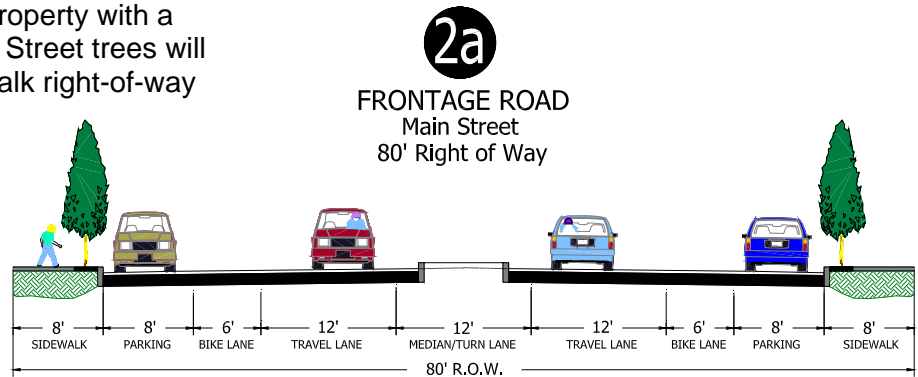 roperty with a
Street trees will
alk right-of-way
2a
FRONTAGE ROAD
Main Street
80' Right of Way
8' 8' 6' 12' 12' 12' 6' 8' 8'
SIDEWALK PARKING BIKE LANE TRAVEL LANE MEDIAN/TURN LANE TRAVEL LANE BIKE LANE PARKING SIDEWALK
80' R.O.W.